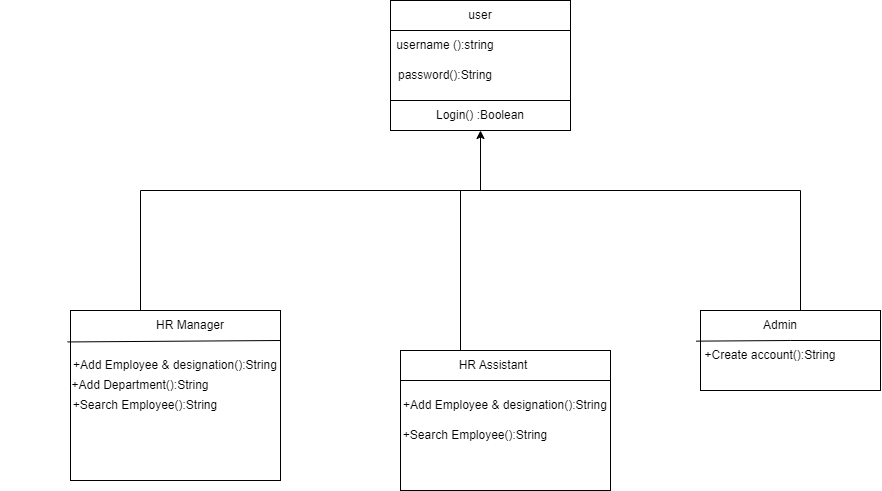 user
username ():string
password():String
Login() :Boolean
HR Manager
+Add Employee & designation():String
+Add Department():String
+Search Employee():String
HR Assistant
+Add Employee & designation():String
+Search Employee():String
Admin
+Create account():String